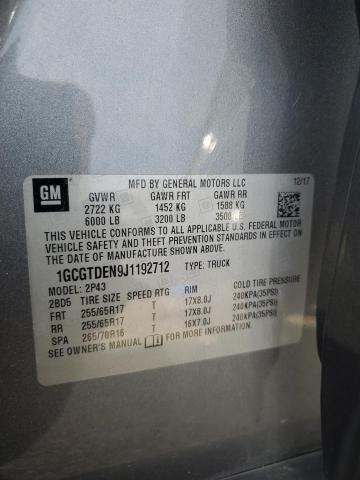 GM
MFD BY GENERAL MOTORS LLC
12/17
GVWR GAWR FRT GAWR RR
2722 KG 1452 KG 1588 KG
6000 LB 3200 LB 3500 LB
THIS VEHICLE CONFORMS TO ALL APPLICABLE U.S. FEDERAL MOTOR
VEHICLE SAFETY AND THEFT PREVENTION STANDARDS IN EFFECT ON
THE DATE OF MANUFACTURE SHOWN ABOVE.
1GCGTDEN9J1192712 TYPE: TRUCK
MODEL: 2P43
2BD5 TIRE SIZE SPEED RTG RIM COLD TIRE PRESSURE
FRT 255/65R17 T 17X8.0J 240KPA(35PSI)
RR 255/65R17 T 17X8.0J 240KPA(35PSI)
SPA 265/70R16 T 16X7.0J 240KPA(35PSI)
SEE OWNER'S MANUAL FOR MORE INFORMATION.